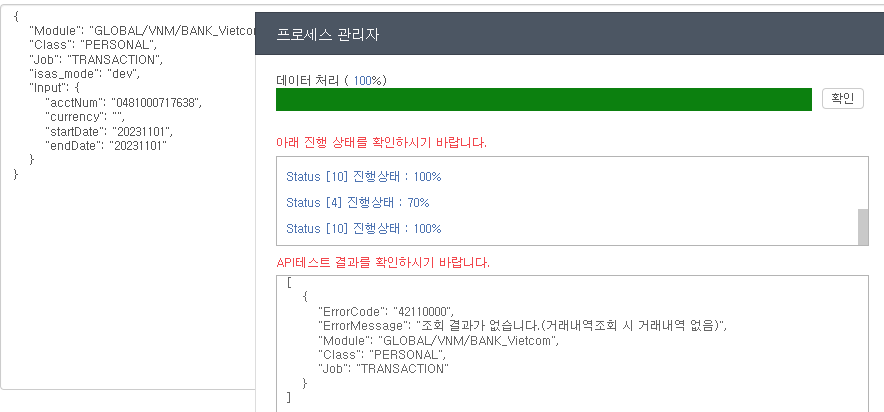 {
"Module": "GLOBAL/VNM/BANK_Vietcom
"Class": "PERSONAL",
"Job": "TRANSACTION",
"isas_mode": "dev",
"Input": {
"acctNum": "0481000717638",
"currency": "",
"startDate": "20231101",
"endDate": "20231101"
}
}
프로세스 관리자
데이터 처리 ( 100%)
확인
아래 진행 상태를 확인하시기 바랍니다.
Status [10] 진행상태 : 100%
Status [4] 진행상태 : 70%
Status [10] 진행상태 : 100%
API테스트 결과를 확인하시기 바랍니다.
[
{
"ErrorCode": "42110000",
"ErrorMessage": "조회 결과가 없습니다.(거래내역조회 시 거래내역 없음)",
"Module": "GLOBAL/VNM/BANK_Vietcom",
"Class": "PERSONAL",
"Job": "TRANSACTION"
}
]